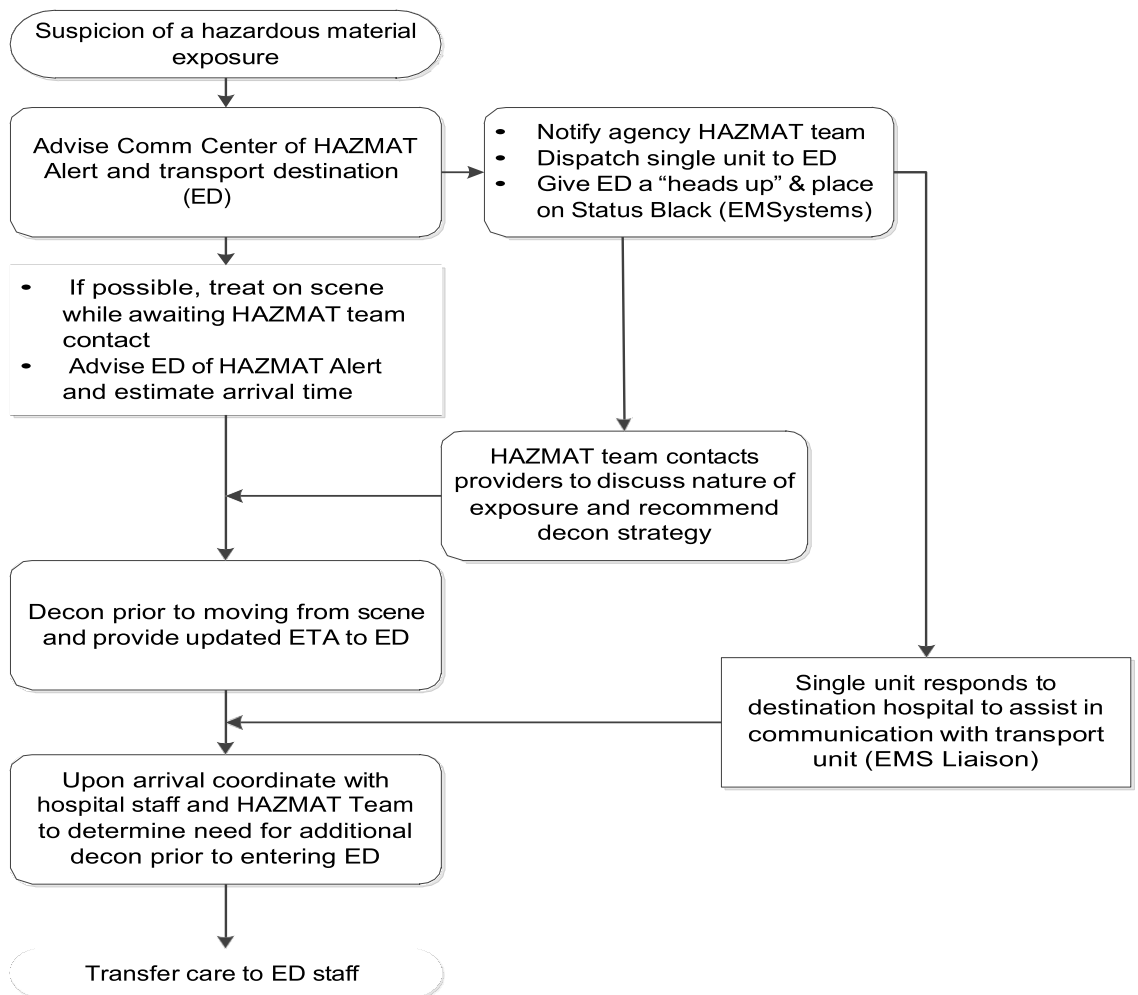 Suspicion of a hazardous material
exposure
Advise Comm Center of HAZMAT
Alert and transport destination
(ED)
• Notify agency HAZMAT team
• Dispatch single unit to ED
• Give ED a “heads up” & place
on Status Black (EMSystems)
• If possible, treat on scene
while awaiting HAZMAT team
contact
• Advise ED of HAZMAT Alert
and estimate arrival time
HAZMAT team contacts
providers to discuss nature of
exposure and recommend
decon strategy
Decon prior to moving from scene
and provide updated ETA to ED
Single unit responds to
destination hospital to assist in
communication with transport
unit (EMS Liaison)
Upon arrival coordinate with
hospital staff and HAZMAT Team
to determine need for additional
decon prior to entering ED
Transfer care to ED staff